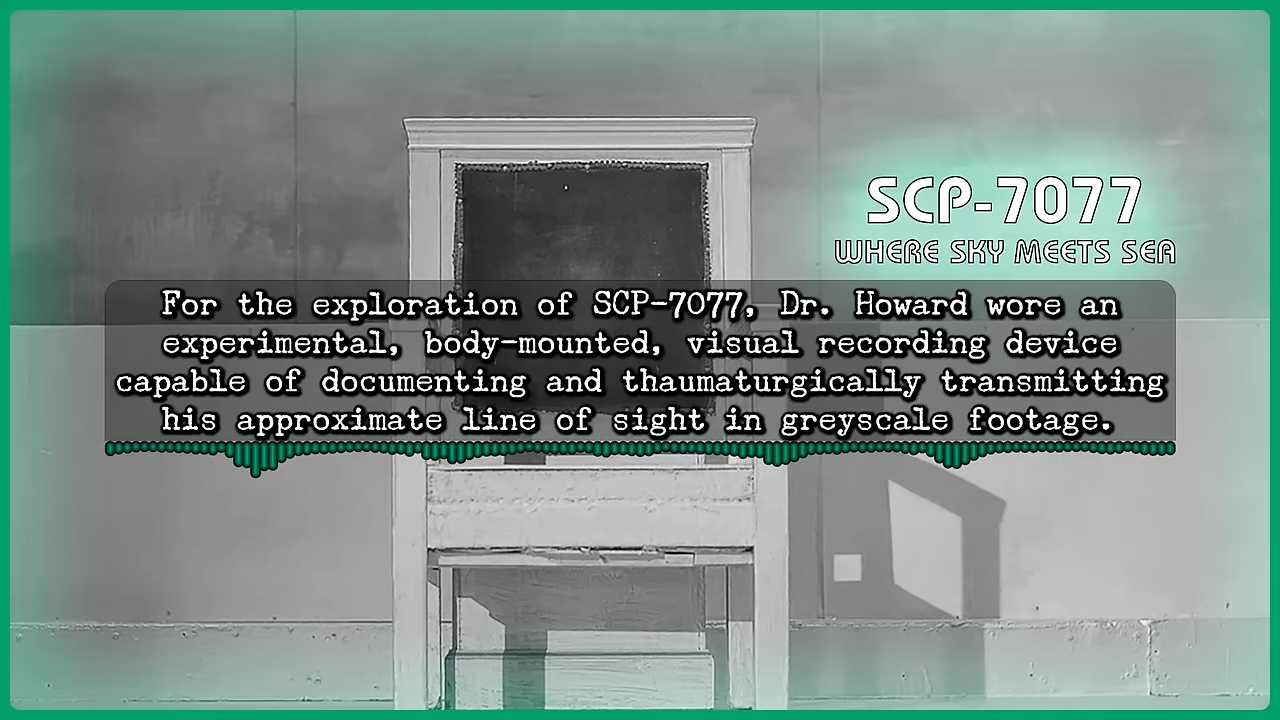 SCP-7077
WHERE SKY MEETS SEA
For the exploration of SCP-7077, Dr. Howard wore an
experimental, body-mounted, visual recording device
capable of documenting and thaumaturgically transmitting
his approximate line of sight in greyscale footage.